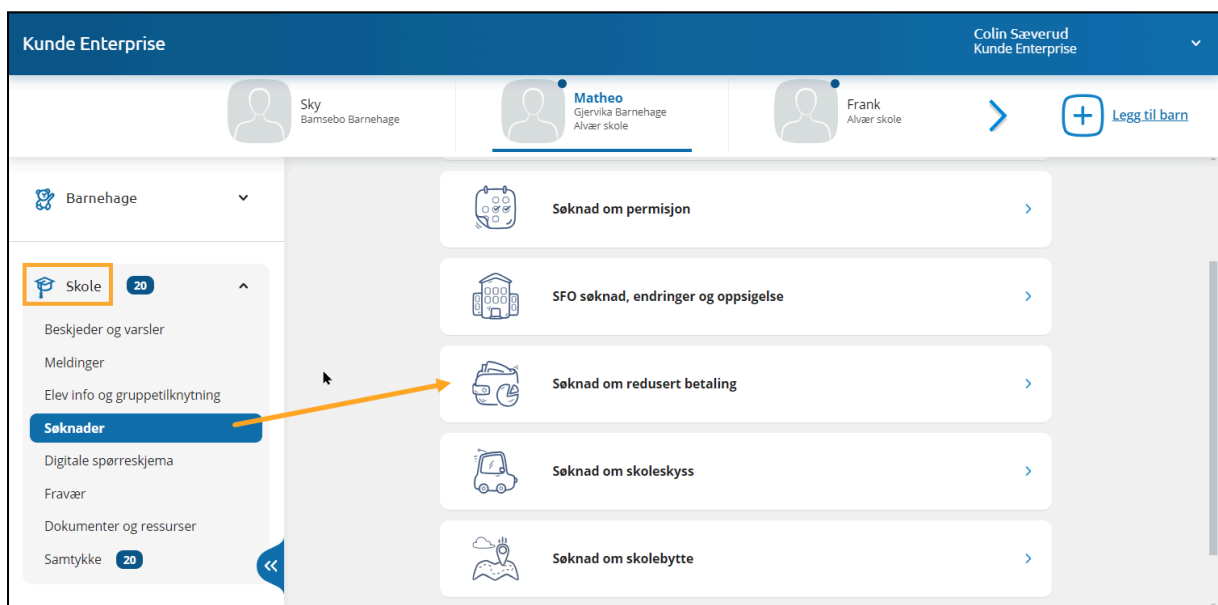 Kunde Enterprise
Colin Sæverud
Kunde Enterprise
Sky
Bamsebo Barnehage
Matheo
Gjervika Barnehage
Alvær skole
Frank
Alvær skole
Legg til barn
Barnehage
Skole 20
Beskjeder og varsler
Meldinger
Elev info og gruppetilknytning
Søknader
Digitale spørreskjema
Fravær
Dokumenter og ressurser
Samtykke 20
Søknad om permisjon
SFO søknad, endringer og oppsigelse
Søknad om redusert betaling
Søknad om skoleskyss
Søknad om skolebytte